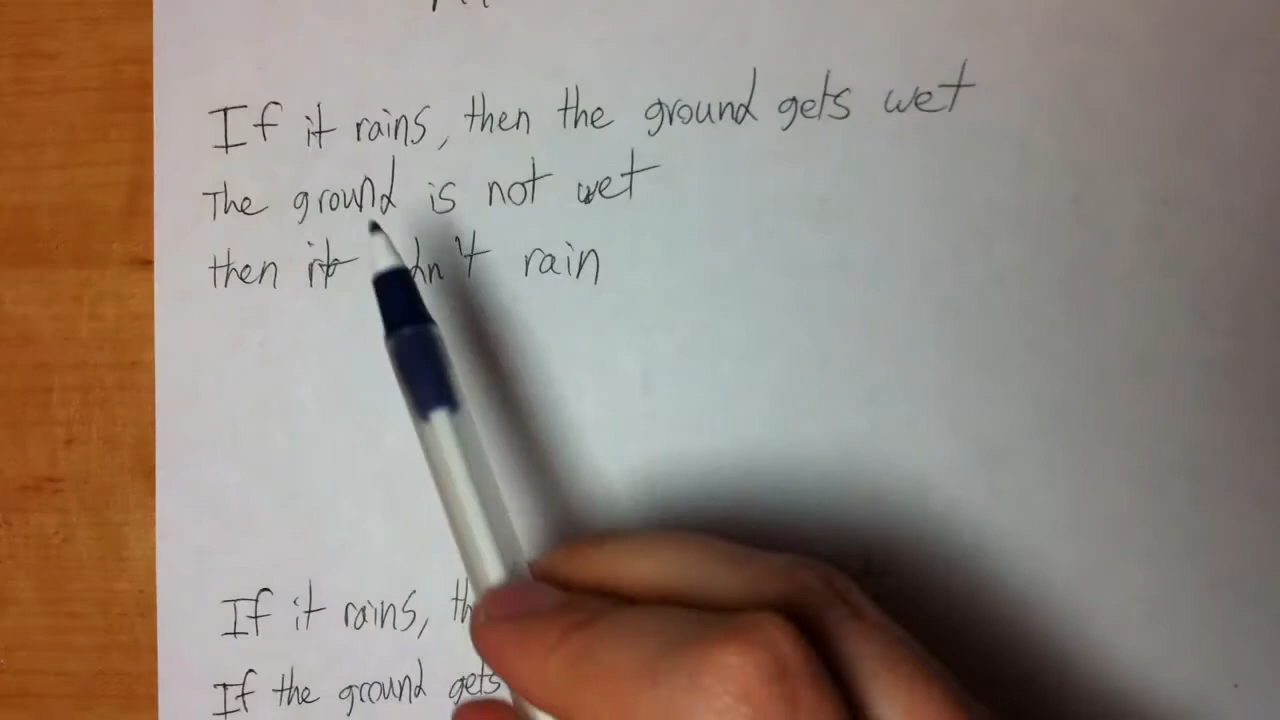 If it rains, then the ground gets wet
The ground is not wet
then it rain
If it rains,
If the ground gets